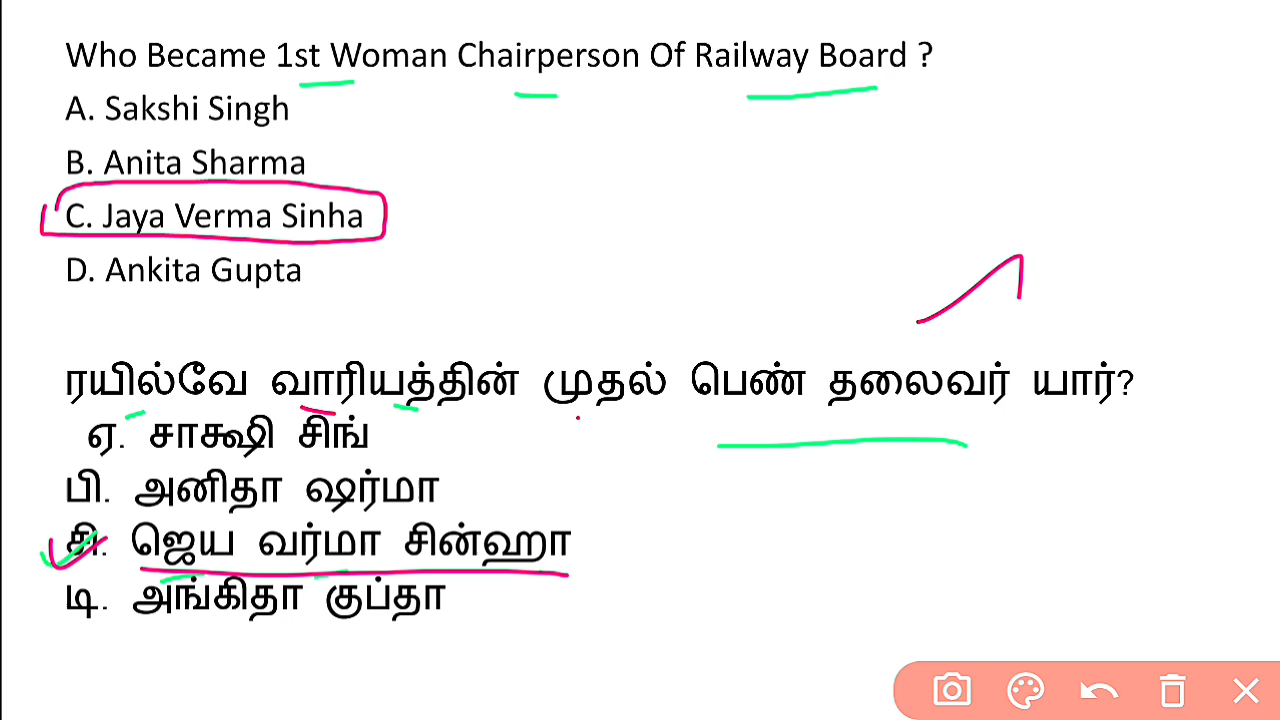 Who Became 1st Woman Chairperson Of Railway Board ?
A. Sakshi Singh
B. Anita Sharma
C. Jaya Verma Sinha
D. Ankita Gupta
ரயில்வே வாரியத்தின் முதல் பெண் தலைவர் யார்?
ஏ. சாக்ஷி சிங்
பி. அனிதா ஷர்மா
சி. ஜெய வர்மா சின்ஹா
டி. அங்கிதா குப்தா